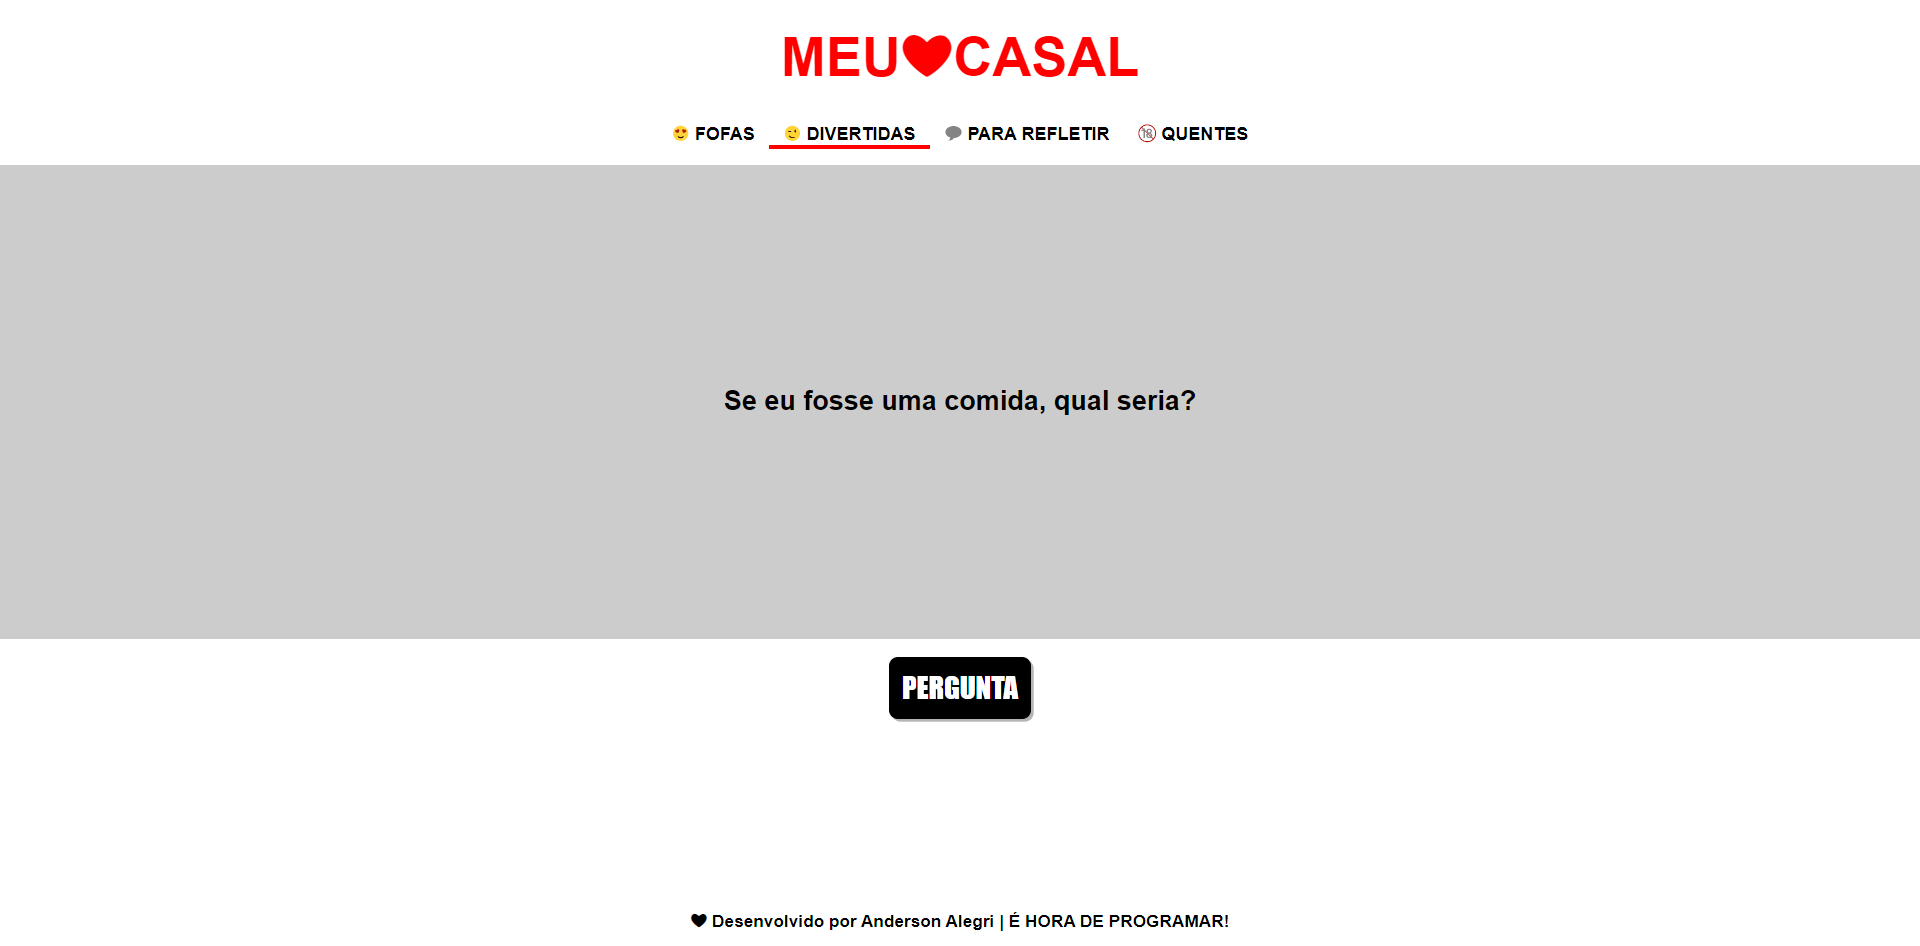 MEU❤CASAL
😍 FOFAS 😉 DIVERTIDAS 💬 PARA REFLETIR 🔞 QUENTES
Se eu fosse uma comida, qual seria?
PERGUNTA
❤ Desenvolvido por Anderson Alegri | É HORA DE PROGRAMAR!